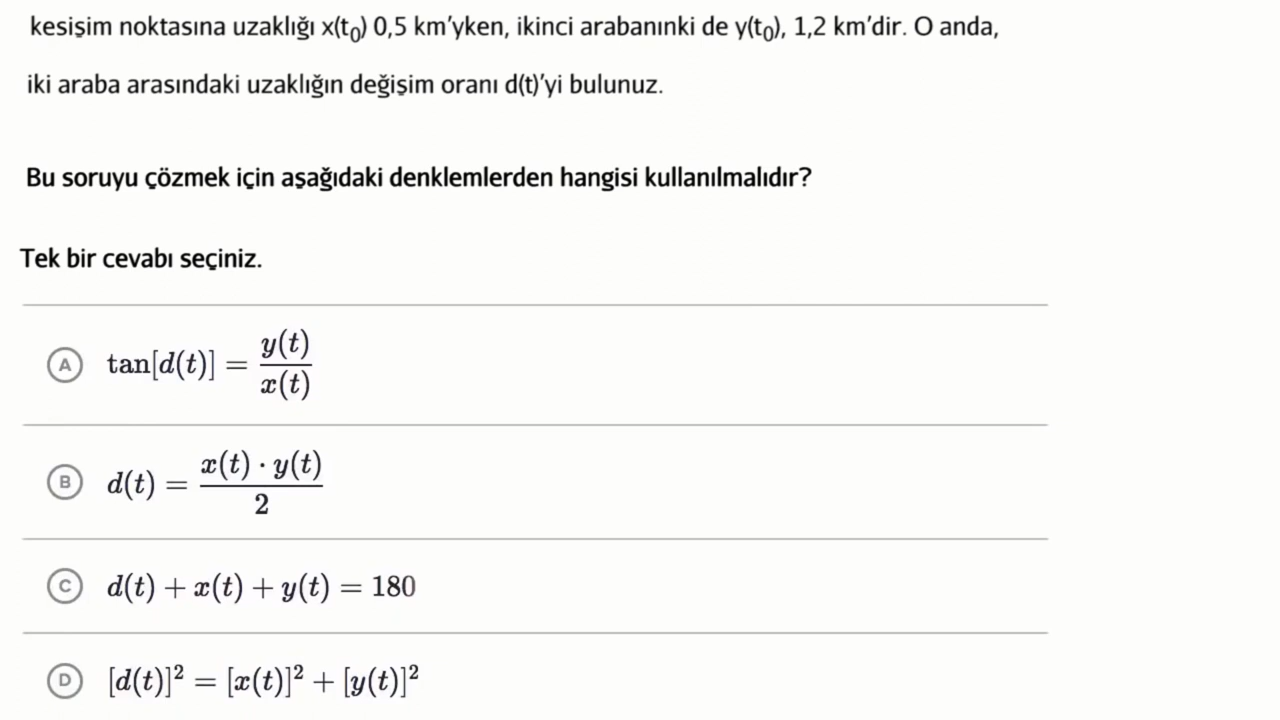 kesişim noktasına uzaklığı x(t₀) 0,5 km'yken, ikinci arabanınki de y(t₀), 1,2 km'dir. O anda,
iki araba arasındaki uzaklığın değişim oranı d(t)'yi bulunuz.
Bu soruyu çözmek için aşağıdaki denklemlerden hangisi kullanılmalıdır?
Tek bir cevabı seçiniz.
A tan[d(t)] = y(t)/x(t)
B d(t) = x(t) · y(t)/2
C d(t) + x(t) + y(t) = 180
D [d(t)]² = [x(t)]² + [y(t)]²